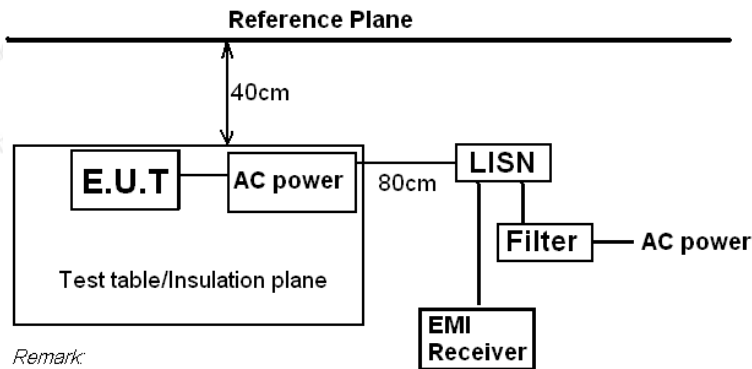 Reference Plane
40cm
E.U.T
AC power
80cm
LISN
Filter
AC power
Test table/Insulation plane
EMI
Receiver
Remark: